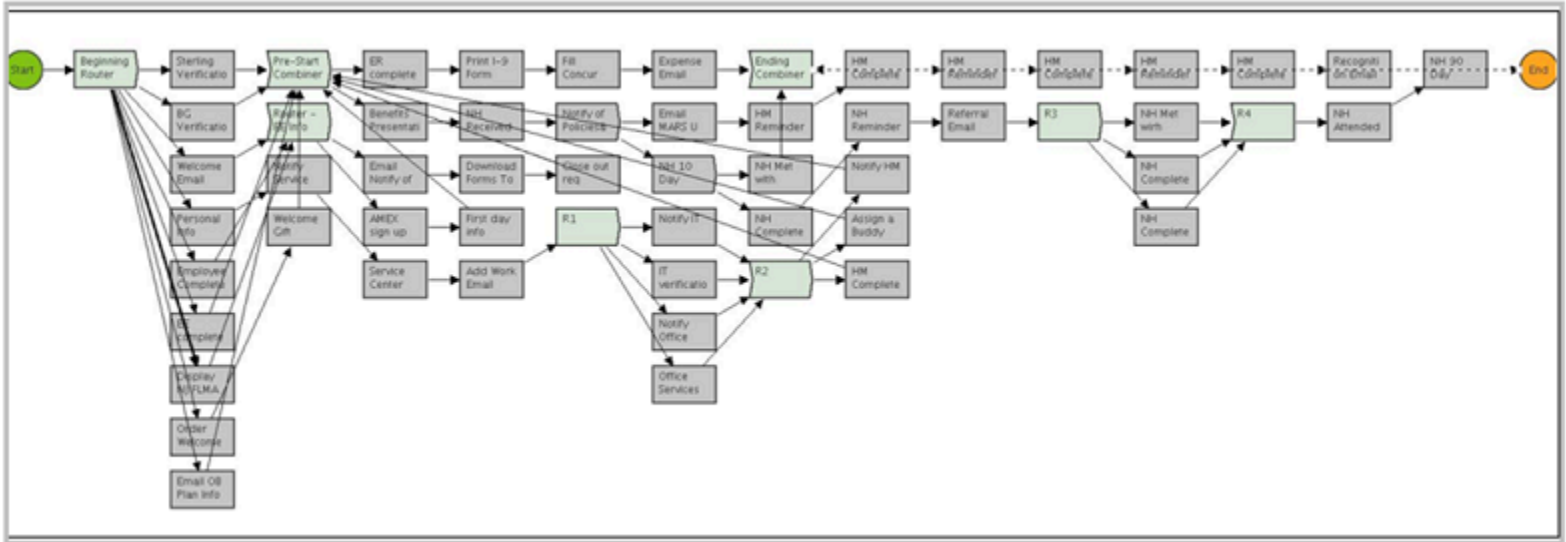 Start
Beginning
Router
Sterling
Verificatio
Pre-Start
Combiner
ER
complete
Print I-9
Form
Fill
Concur
Expense
Email
Ending
Combiner
HM
Complete
HM
Reminder
HM
Complete
HM
Reminder
HM
Complete
Recogniti
on Email
NH 90
Day
End
BG
Verificatio
Router -
Benefits
Presentati
NH
Received
Notify of
Email
MARS U
HM
Reminder
NH
Reminder
Referral
Email
R3
NH Met
with
R4
NH
Attended
Welcome
Email
Notify
Service
Email
Notify of
Download
Forms To
Close out
req
NH 10
Day
NH Met
with
Notify HM
NH
Complete
Personal
Info
Welcome
Gift
AMEX
sign up
First day
info
R1
Notify IT
NH
Complete
Assign a
Buddy
NH
Complete
Employee
Complete
Service
Center
Add Work
Email
IT
verificatio
R2
HM
Complete
complete
Notify
Office
Display
Office
Services
Order
Welcome
Email OB
Plan Info